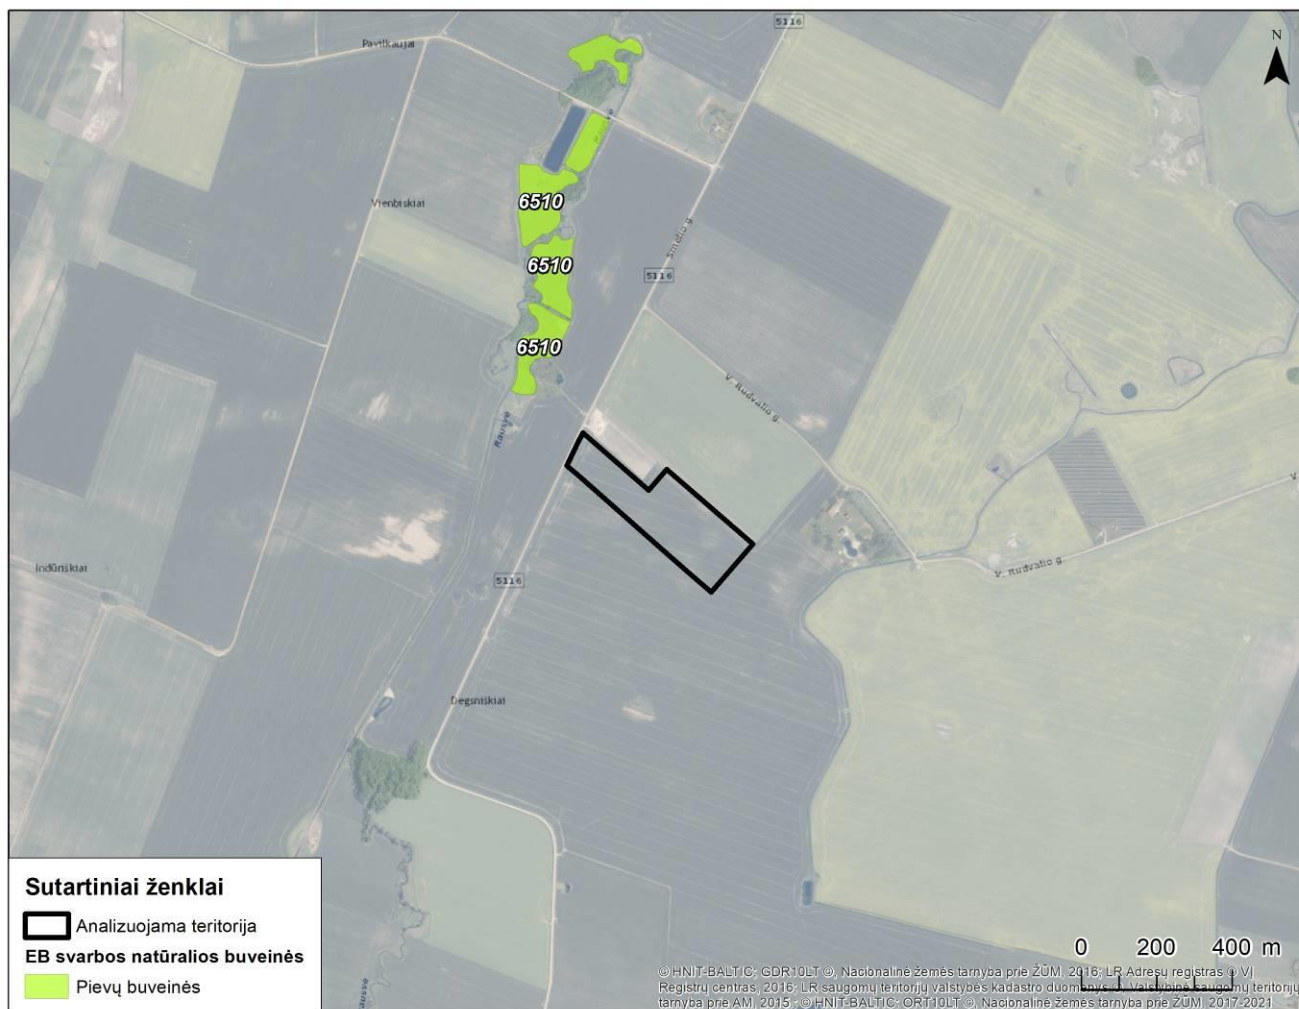 5116
Pavilkaujai
N
Rausvė
Vienbiskiai
6510
Smėlio g.
6510
5116
6510
V. Rudvalio g.
Rausvė
Indūriškiai
5116
V. Rudvalio g.
V.
Degsniškiai
Sutartiniai ženklai
Analizuojama teritorija
EB svarbos natūralios buveinės
Pievų buveinės
0 200 400 m
© HNIT-BALTIC; GDR10LT ©, Nacionalinė žemės tarnyba prie ŽŪM, 2016; LR Adresų registras © VĮ
Registrų centras, 2016; LR saugomų teritorijų valstybės kadastro duomenys ©, Valstybinė saugomų teritorijų
tarnyba prie AM, 2015 ; © HNIT-BALTIC; ORT10LT ©, Nacionalinė žemės tarnyba prie ŽŪM, 2017-2021